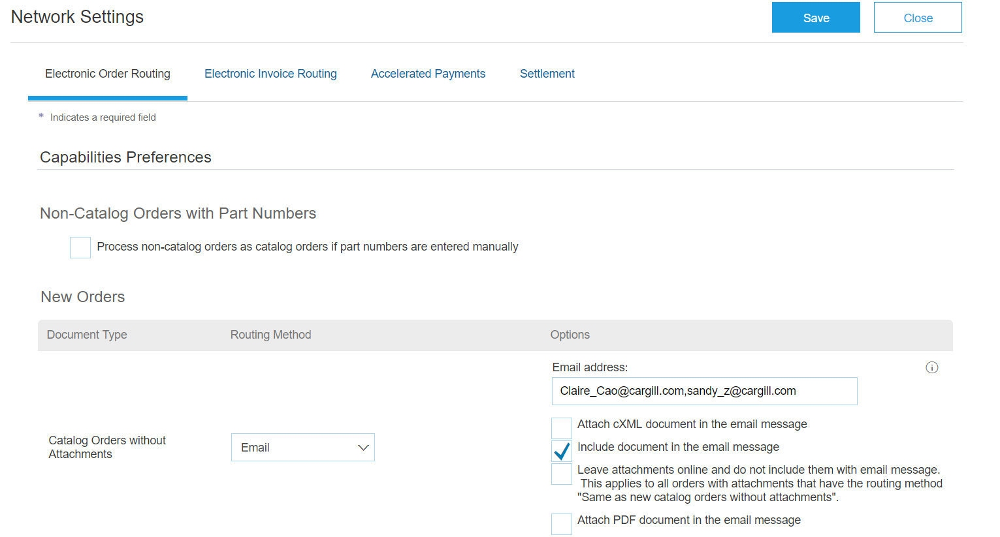 Network Settings
Save
Close
Electronic Order Routing
Electronic Invoice Routing
Accelerated Payments
Settlement
* Indicates a required field
Capabilities Preferences
Non-Catalog Orders with Part Numbers
Process non-catalog orders as catalog orders if part numbers are entered manually
New Orders
Document Type
Routing Method
Options
Email address:
Claire_Cao@cargill.com,sandy_z@cargill.com
Catalog Orders without
Attachments
Email
Attach cXML document in the email message
Include document in the email message
Leave attachments online and do not include them with email message.
This applies to all orders with attachments that have the routing method
"Same as new catalog orders without attachments".
Attach PDF document in the email message